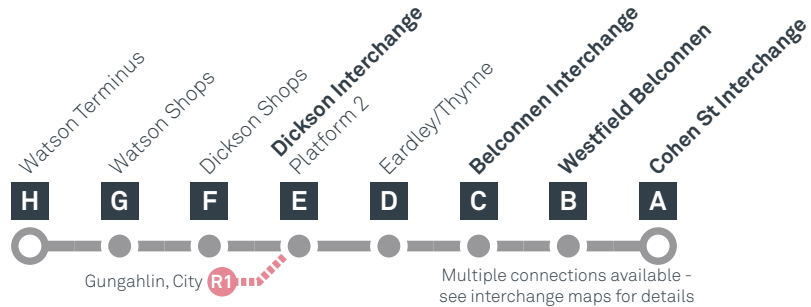 Watson Terminus
Watson Shops
Dickson Shops
Dickson Interchange
Platform 2
Eardley/Thynne
Belconnen Interchange
Westfield Belconnen
Cohen St Interchange
H
G
F
E
D
C
B
A
Gungahlin, City R1
Multiple connections available -
see interchange maps for details